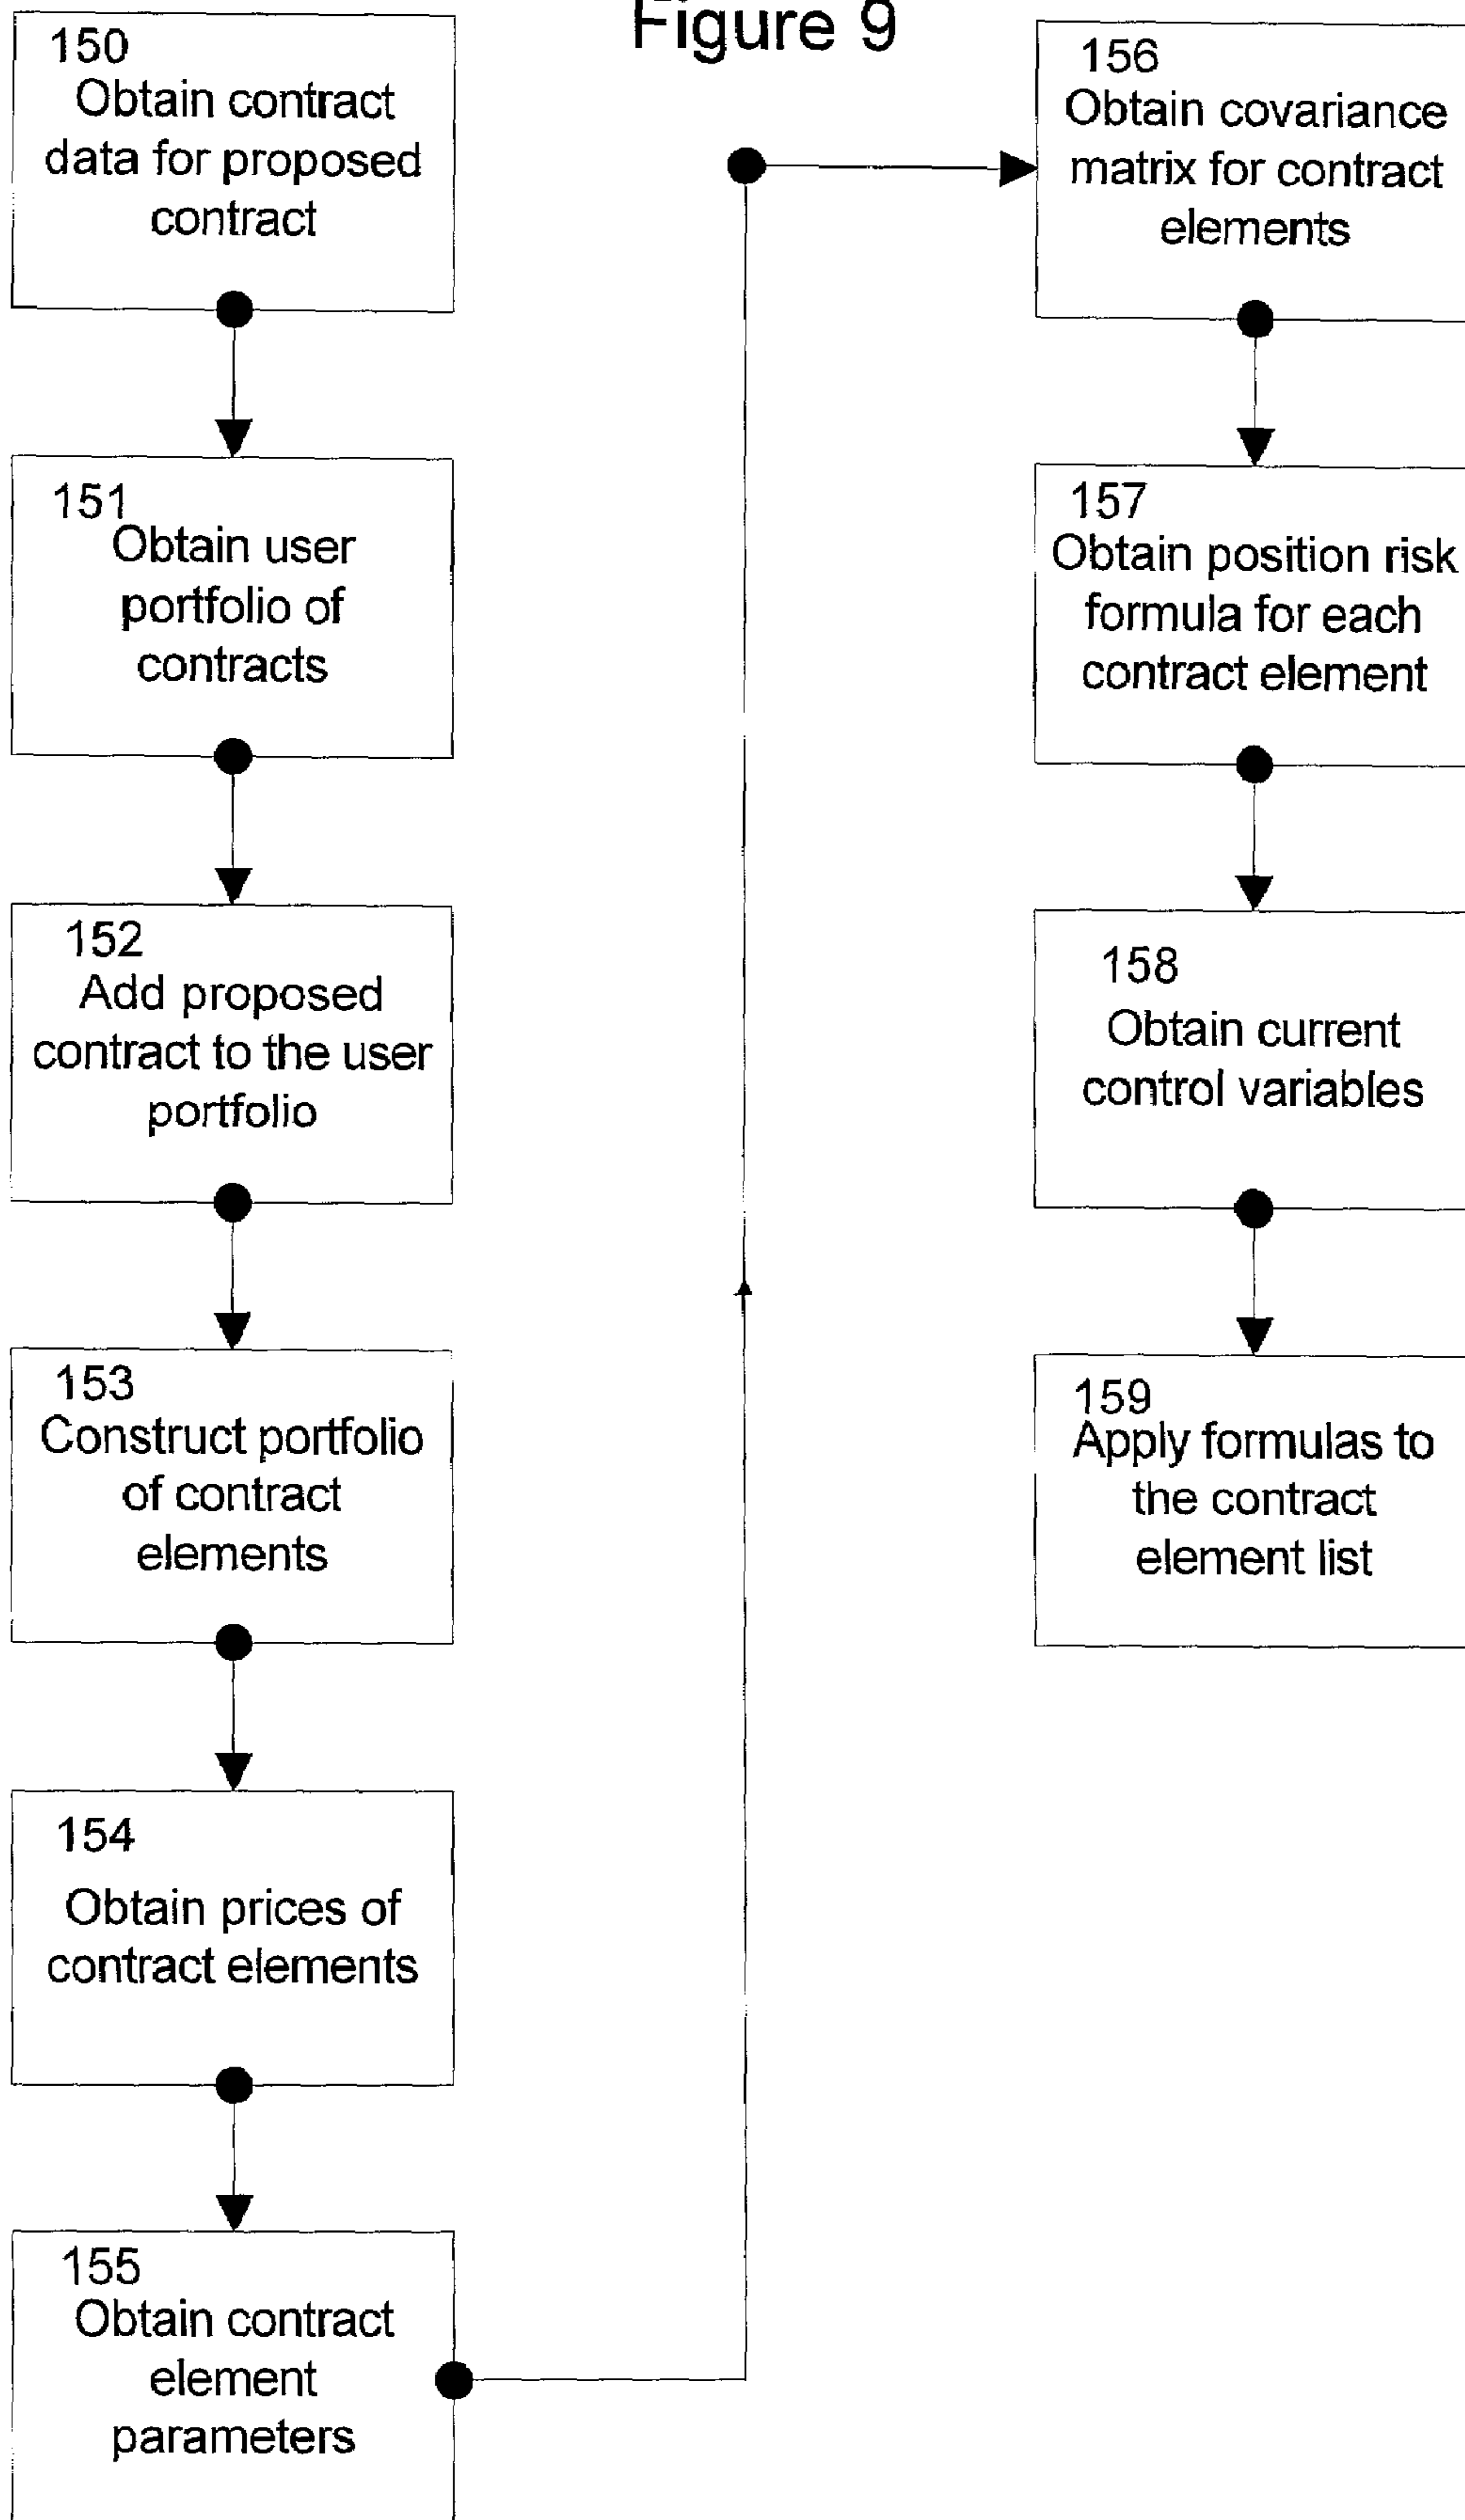 Figure 9
150
Obtain contract
data for proposed
contract
151
Obtain user
portfolio of
contracts
152
Add proposed
contract to the user
portfolio
153
Construct portfolio
of contract
elements
154
Obtain prices of
contract elements
155
Obtain contract
element
parameters
156
Obtain covariance
matrix for contract
elements
157
Obtain position risk
formula for each
contract element
158
Obtain current
control variables
159
Apply formulas to
the contract
element list